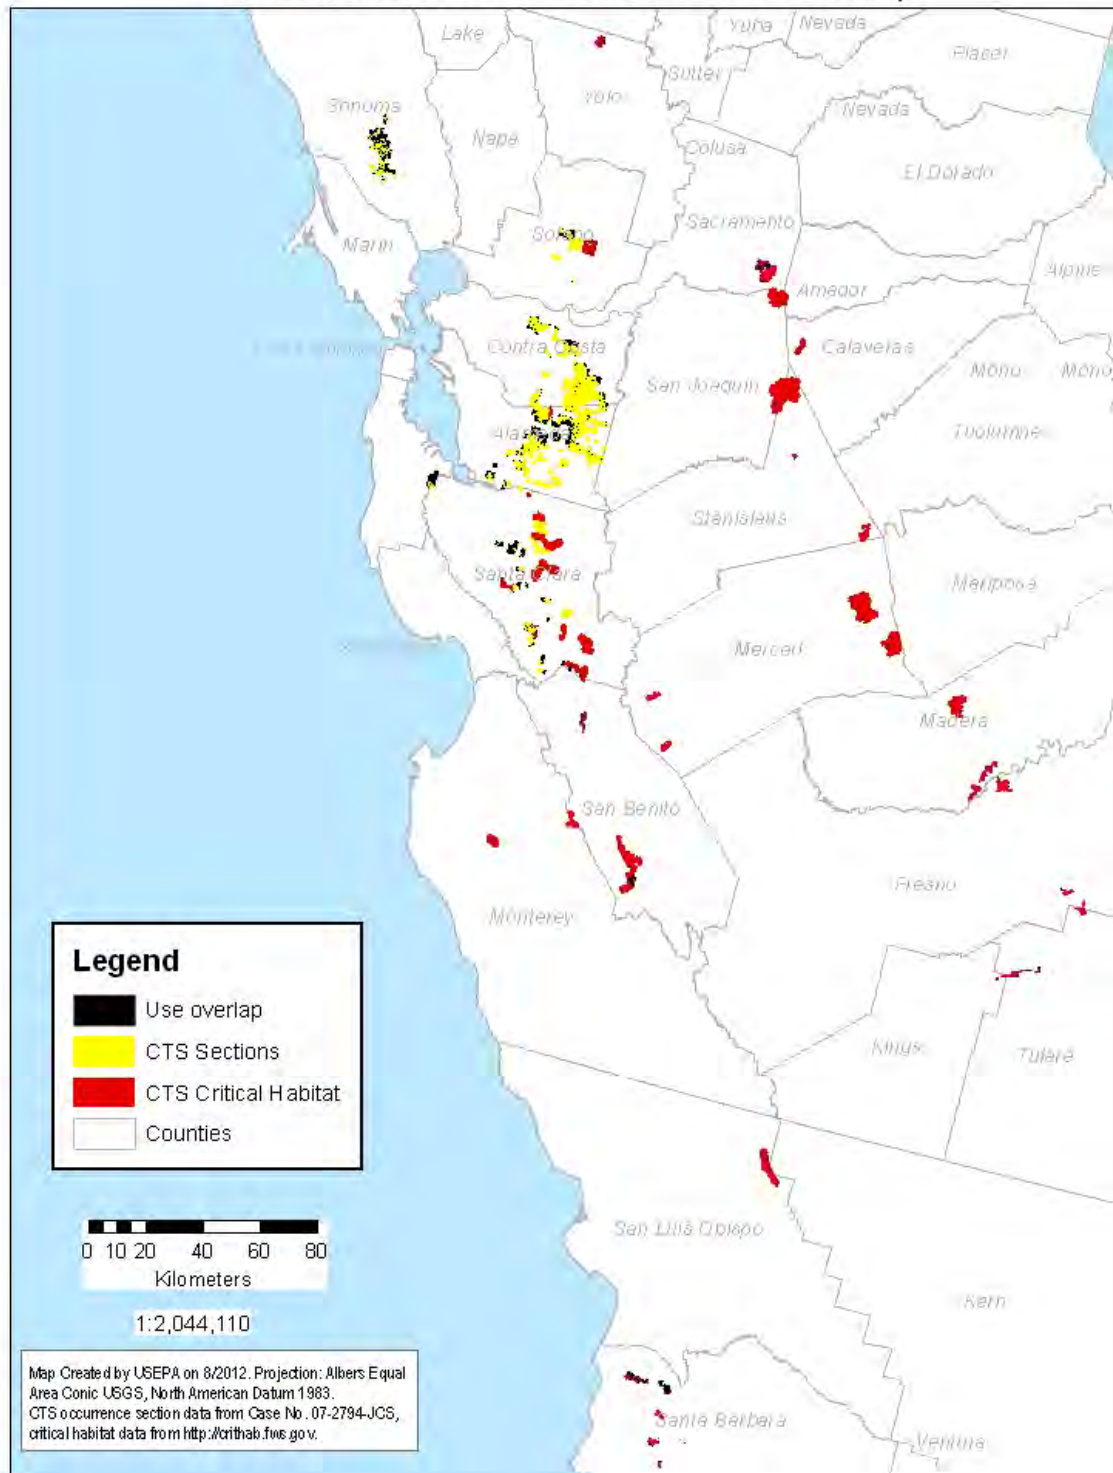 Lake
Yuba
Nevada
Placer
Sutter
Yolo
Sonoma
Napa
Nevada
Colusa
El Dorado
Sacramento
Solano
Marin
Alpine
Amador
Contra Costa
Calaveras
San Joaquin
Mono
Mono
Tuolumne
Alameda
Stanislaus
Santa Clara
Mariposa
Merced
Madera
San Benito
Fresno
Monterey
Legend
Use overlap
CTS Sections
CTS Critical Habitat
Counties
Kings
Tulare
San Luis Obispo
0 10 20 40 60 80
Kilometers
Kern
1:2,044,110
Map Created by USEPA on 8/2012. Projection: Albers Equal
Area Conic USGS, North American Datum 1983.
CTS occurrence section data from Case No. 07-2794-JCS,
critical habitat data from http://crithab.fws.gov.
Santa Barbara
Ventura